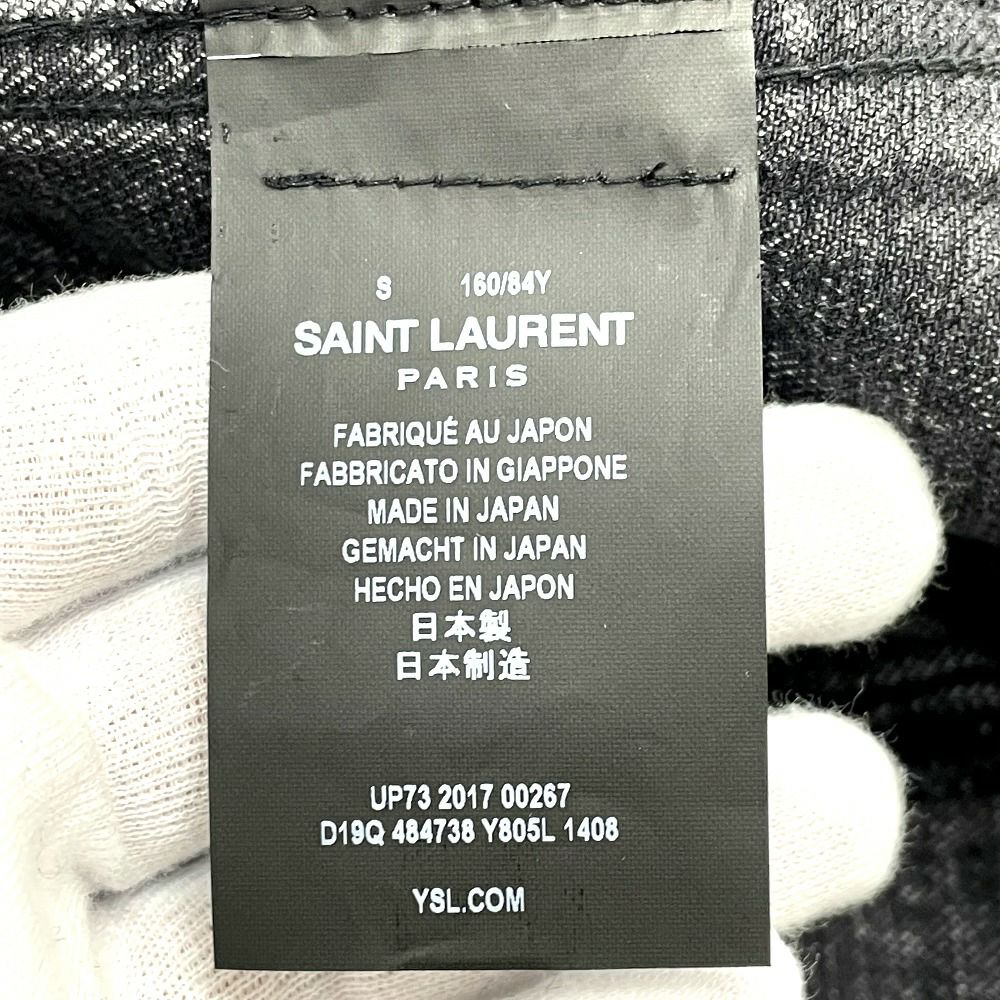 S 160/84Y
SAINT LAURENT
PARIS
FABRIQUÉ AU JAPON
FABBRICATO IN GIAPPONE
MADE IN JAPAN
GEMACHT IN JAPAN
HECHO EN JAPON
日本製
日本制造
UP73 2017 00267
D19Q 484738 Y805L 1408
YSL.COM